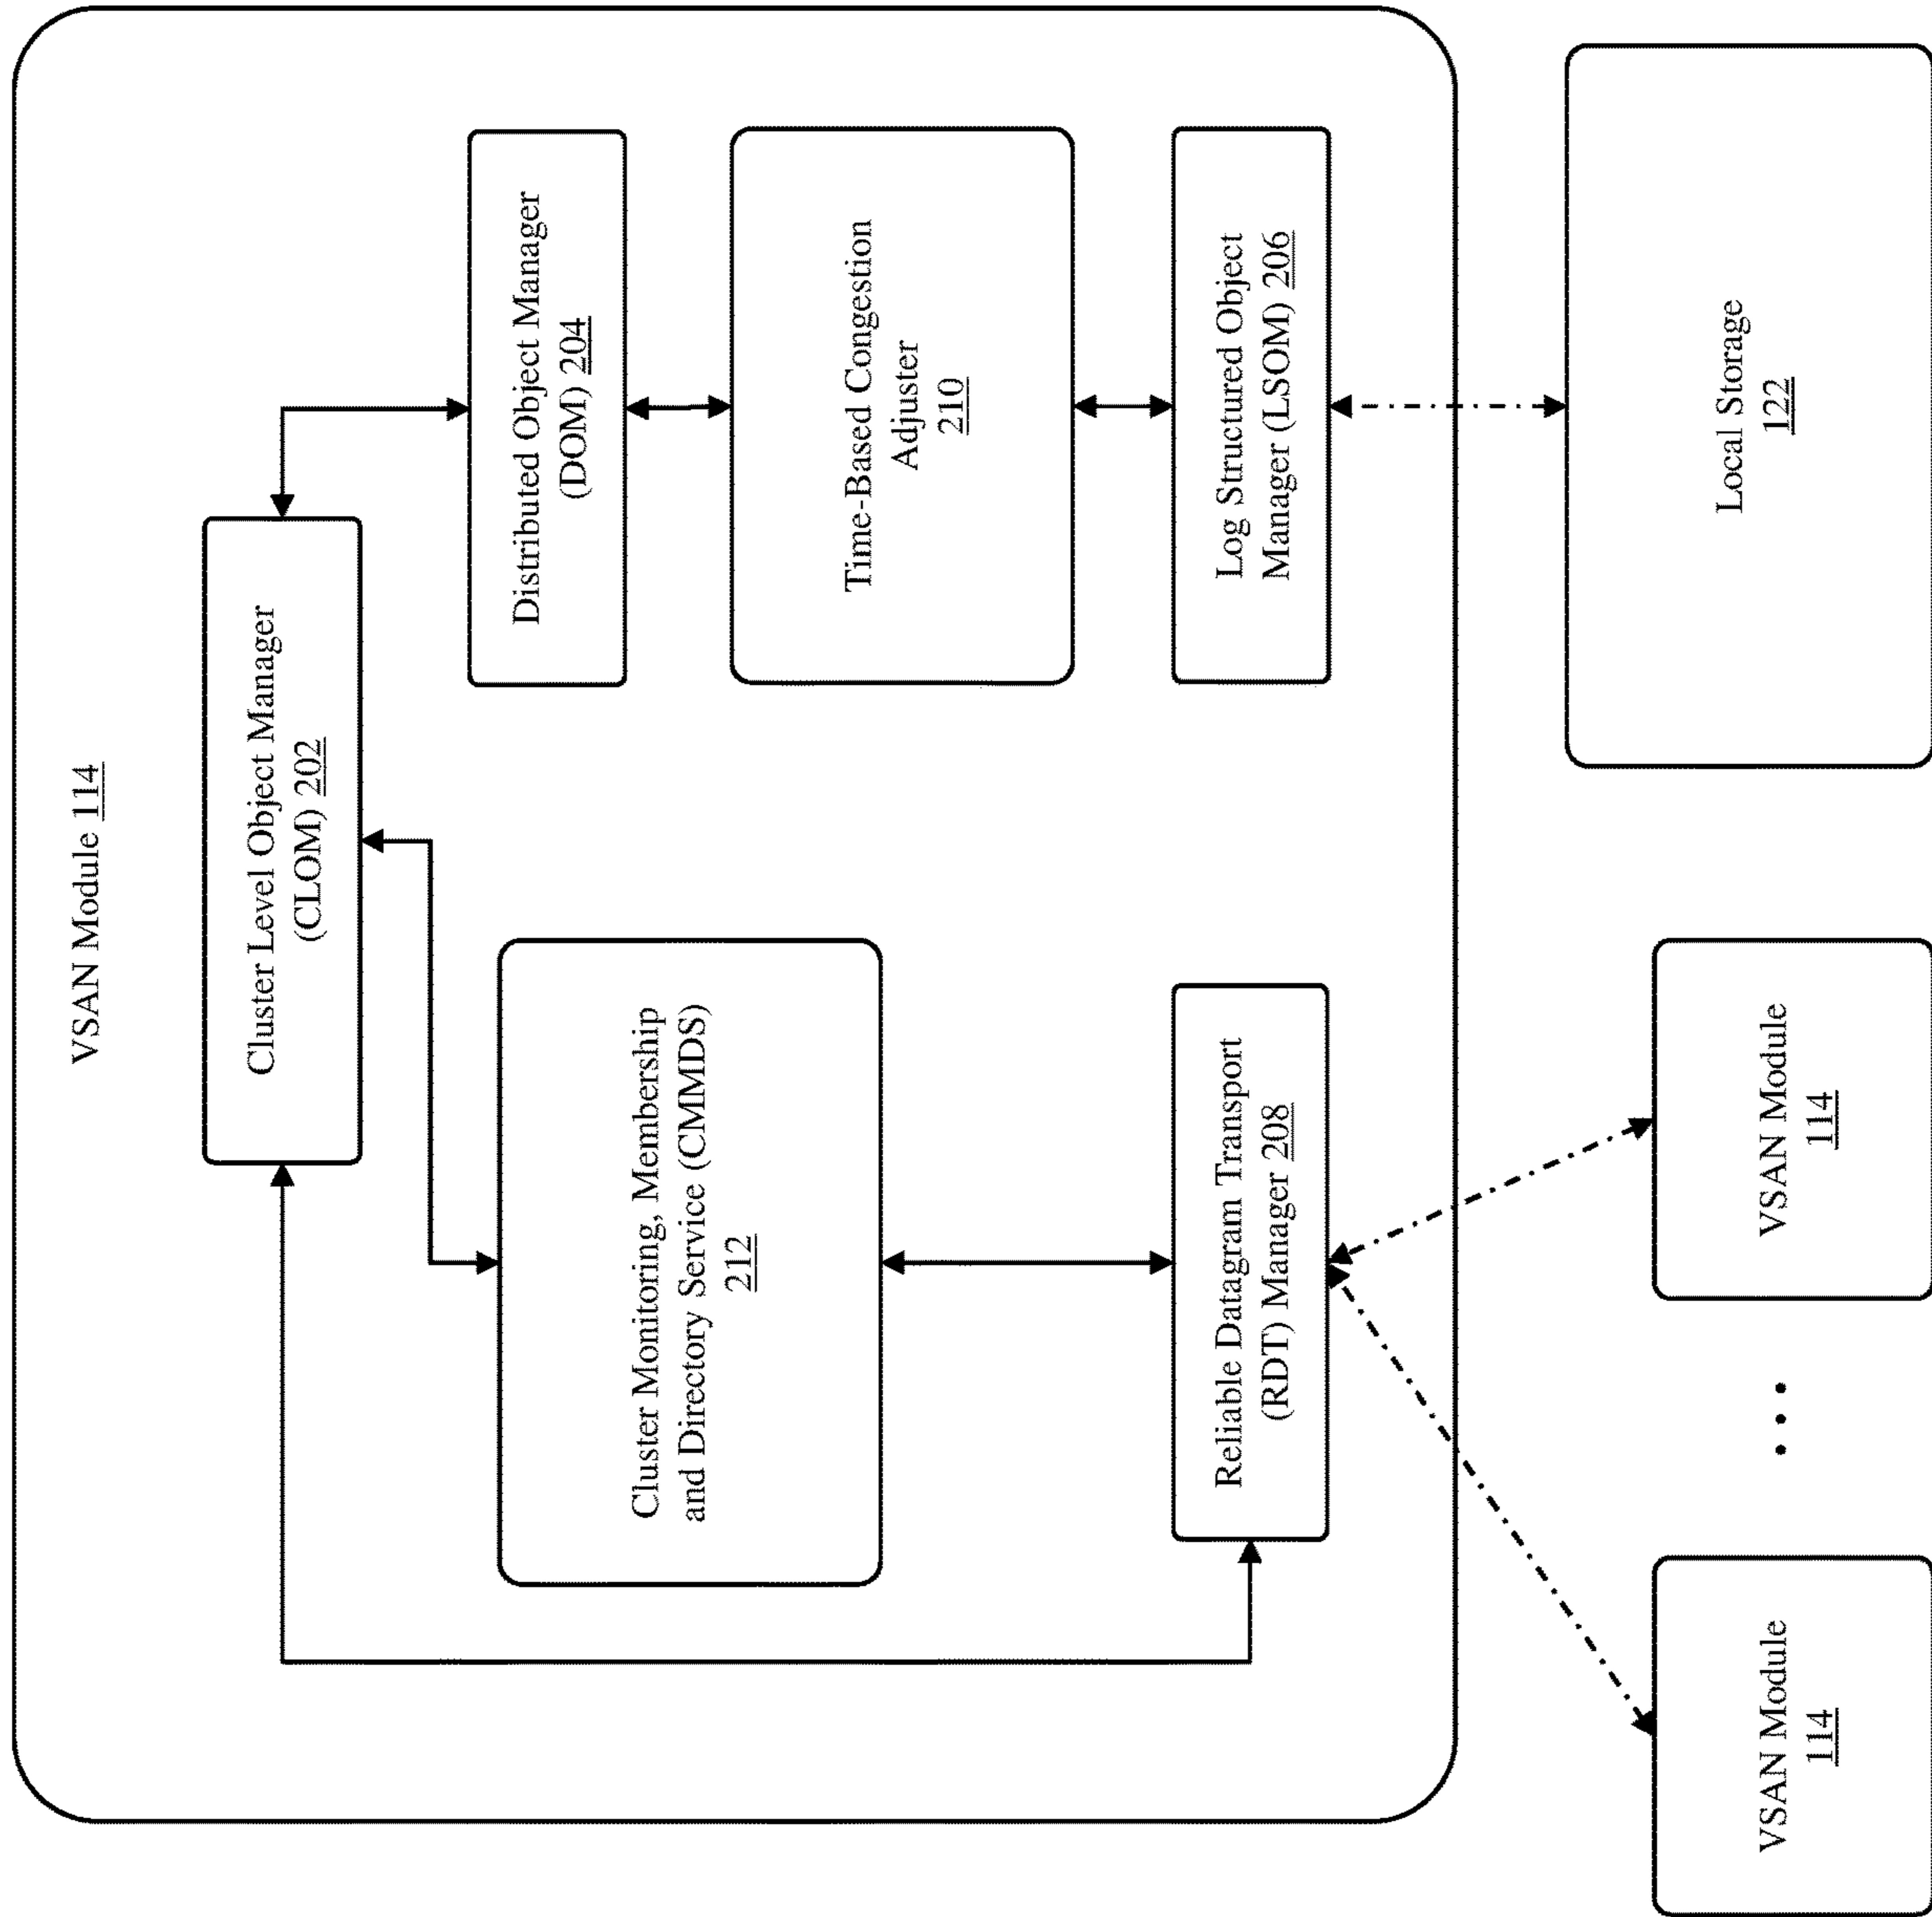 VSAN Module 114
Cluster Level Object Manager
(CLOM) 202
Cluster Monitoring, Membership
and Directory Service (CMMDS)
212
Distributed Object Manager
(DOM) 204
Time-Based Congestion
Adjuster
210
Reliable Datagram Transport
(RDT) Manager 208
Log Structured Object
Manager (LSOM) 206
VSAN Module
114
• • •
VSAN Module
114
Local Storage
122